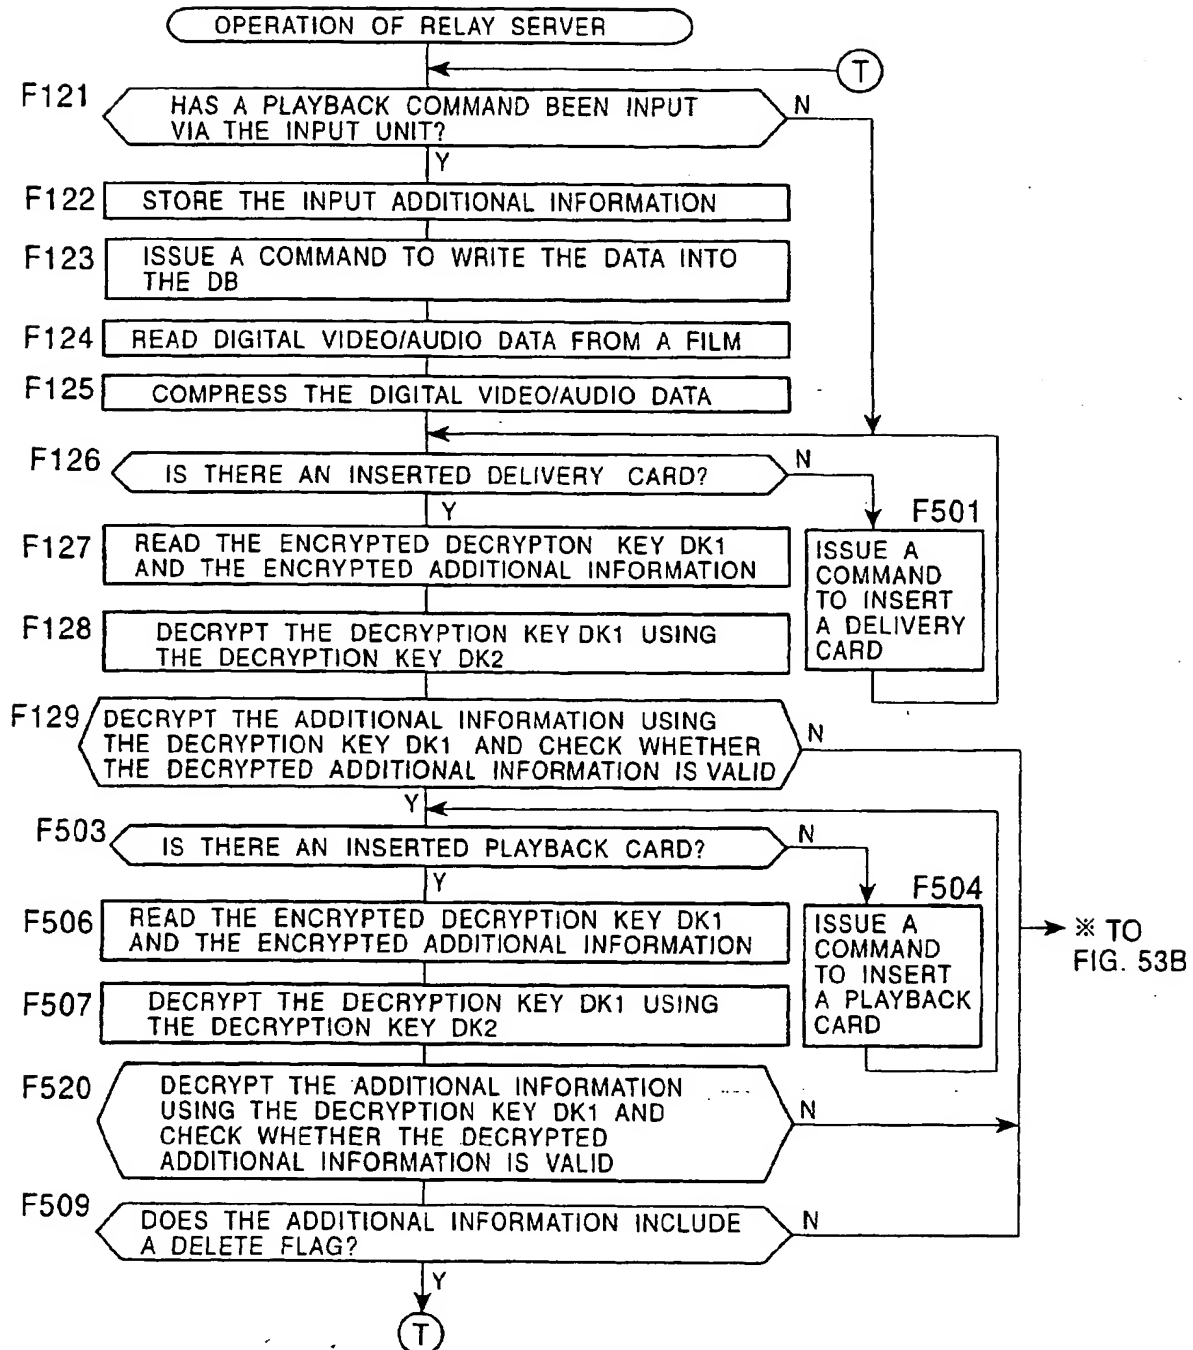 OPERATION OF RELAY SERVER
T
F121
HAS A PLAYBACK COMMAND BEEN INPUT
VIA THE INPUT UNIT?
N
Y
F122
STORE THE INPUT ADDITIONAL INFORMATION
F123
ISSUE A COMMAND TO WRITE THE DATA INTO
THE DB
F124
READ DIGITAL VIDEO/AUDIO DATA FROM A FILM
F125
COMPRESS THE DIGITAL VIDEO/AUDIO DATA
F126
IS THERE AN INSERTED DELIVERY CARD?
N
Y
F501
ISSUE A
COMMAND
TO INSERT
A DELIVERY
CARD
F127
READ THE ENCRYPTED DECRYPTON KEY DK1
AND THE ENCRYPTED ADDITIONAL INFORMATION
F128
DECRYPT THE DECRYPTION KEY DK1 USING
THE DECRYPTION KEY DK2
F129
DECRYPT THE ADDITIONAL INFORMATION USING
THE DECRYPTION KEY DK1 AND CHECK WHETHER
THE DECRYPTED ADDITIONAL INFORMATION IS VALID
N
Y
F503
IS THERE AN INSERTED PLAYBACK CARD?
N
Y
F504
ISSUE A
COMMAND
TO INSERT
A PLAYBACK
CARD
※ TO
FIG. 53B
F506
READ THE ENCRYPTED DECRYPTION KEY DK1
AND THE ENCRYPTED ADDITIONAL INFORMATION
F507
DECRYPT THE DECRYPTION KEY DK1 USING
THE DECRYPTION KEY DK2
F520
DECRYPT THE ADDITIONAL INFORMATION
USING THE DECRYPTION KEY DK1 AND
CHECK WHETHER THE DECRYPTED
ADDITIONAL INFORMATION IS VALID
N
F509
DOES THE ADDITIONAL INFORMATION INCLUDE
A DELETE FLAG?
N
Y
T